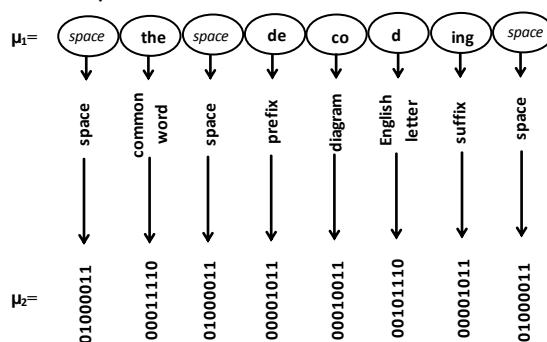 μ₁= space the space de co d ing space
space common word space prefix diagram English letter suffix space
μ₂= 01000011 00011110 01000011 00001011 00010011 00101110 00001011 01000011